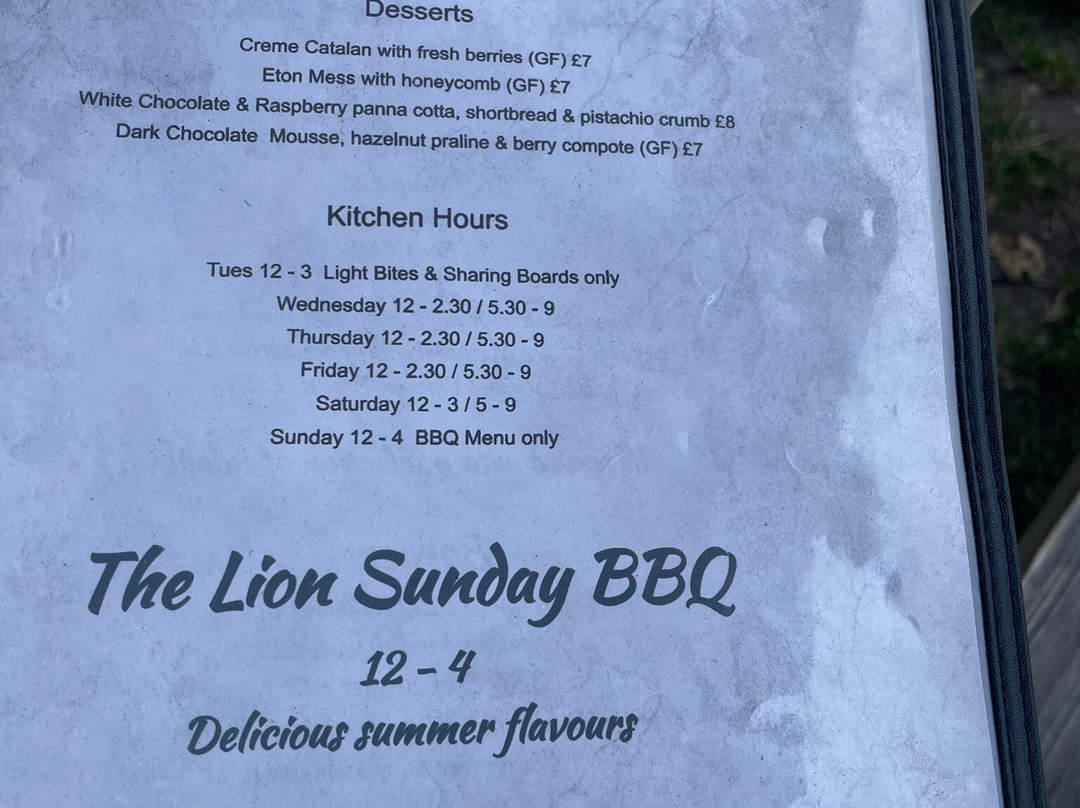 Desserts
Creme Catalan with fresh berries (GF) £7
Eton Mess with honeycomb (GF) £7
White Chocolate & Raspberry panna cotta, shortbread & pistachio crumb £8
Dark Chocolate  Mousse, hazelnut praline & berry compote (GF) £7
Kitchen Hours
Tues 12 - 3  Light Bites & Sharing Boards only
Wednesday 12 - 2.30 / 5.30 - 9
Thursday 12 - 2.30 / 5.30 - 9
Friday 12 - 2.30 / 5.30 - 9
Saturday 12 - 3 / 5 - 9
Sunday 12 - 4  BBQ Menu only
The Lion Sunday BBQ
12 – 4
Delicious summer flavours